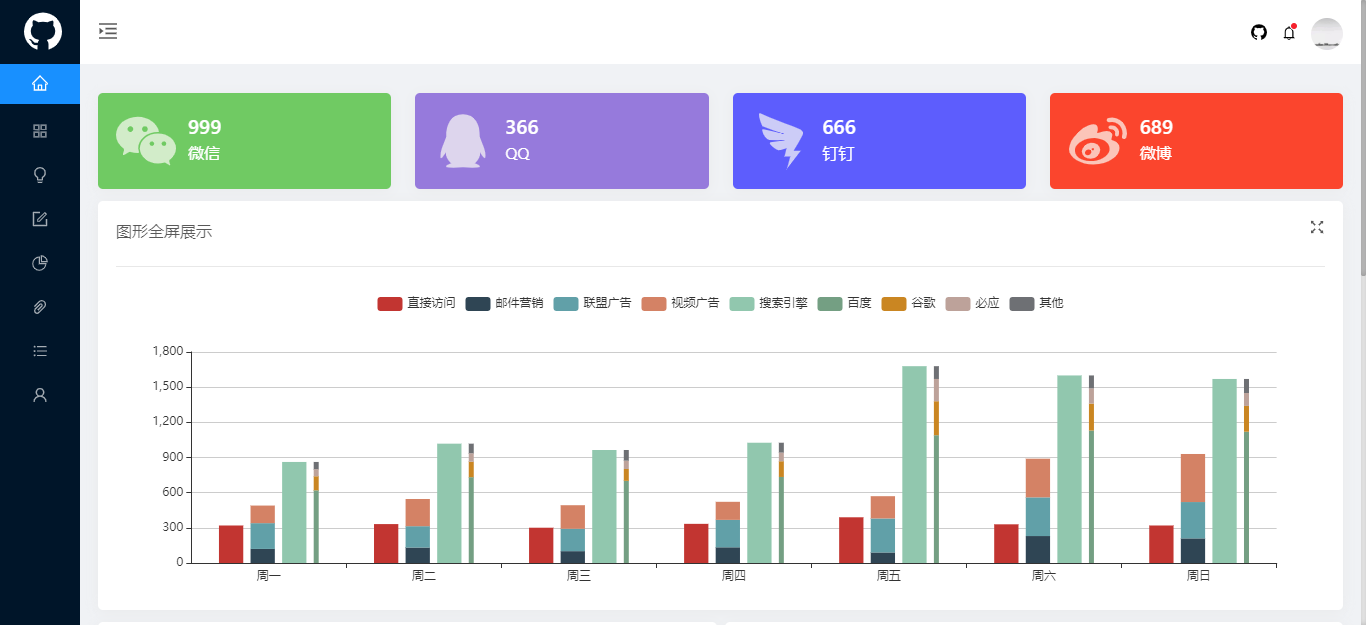 999
微信
366
QQ
666
钉钉
689
微博
图形全屏展示
直接访问 邮件营销 联盟广告 视频广告 搜索引擎 百度 谷歌 必应 其他
1,800
1,500
1,200
900
600
300
0
周一 周二 周三 周四 周五 周六 周日